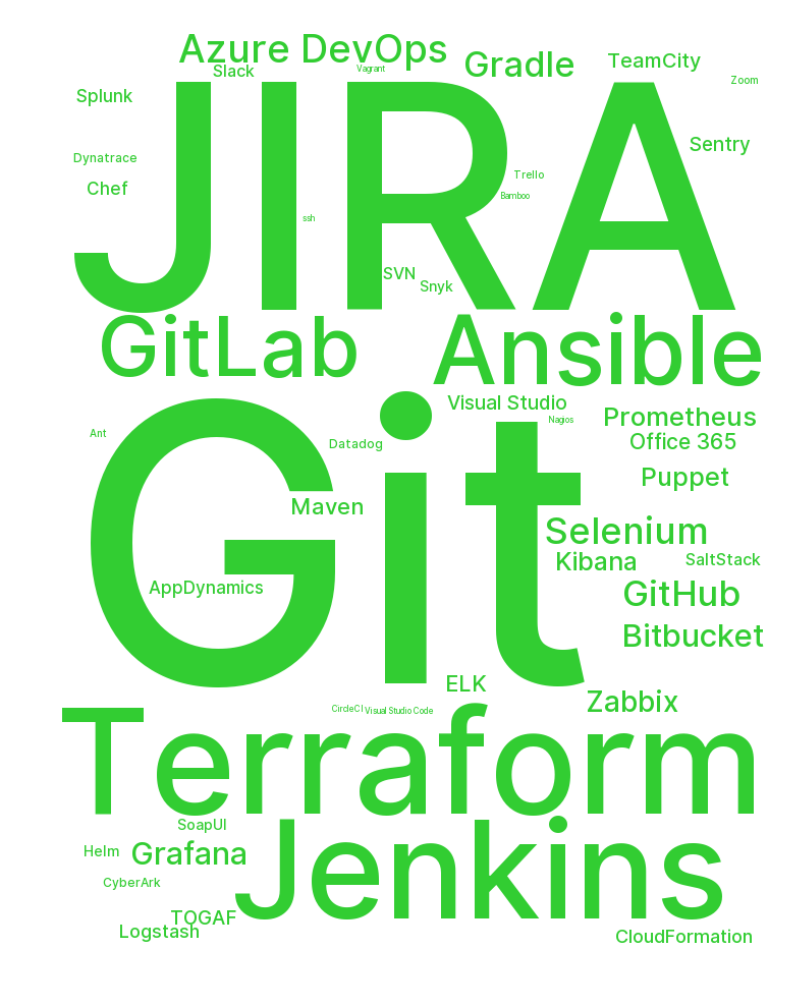 Azure DevOps
Gradle
TeamCity
Slack
Vagrant
Zoom
Splunk
JIRA
Sentry
Dynatrace
Chef
Trello
Bamboo
ssh
SVN
Snyk
GitLab
Ansible
Visual Studio
Prometheus
Nagios
Ant
Datadog
Office 365
Git
Puppet
Maven
Selenium
Kibana
SaltStack
AppDynamics
GitHub
Bitbucket
ELK
Zabbix
CircleCI
Visual Studio Code
Terraform
SoapUI
Helm
Grafana
Jenkins
CyberArk
TOGAF
Logstash
CloudFormation